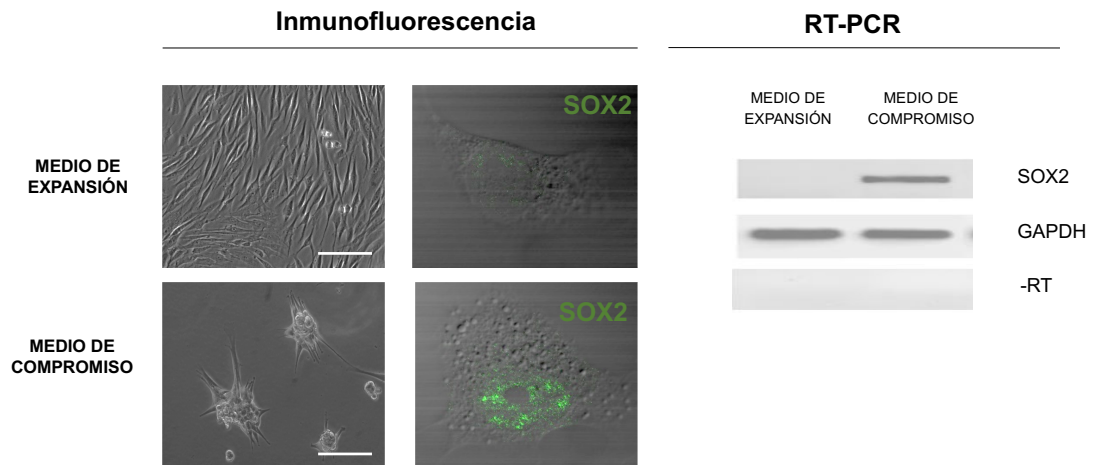 Inmunofluorescencia
RT-PCR
MEDIO DE
EXPANSIÓN
SOX2
MEDIO DE
EXPANSIÓN
MEDIO DE
COMPROMISO
SOX2
GAPDH
-RT
MEDIO DE
COMPROMISO
SOX2